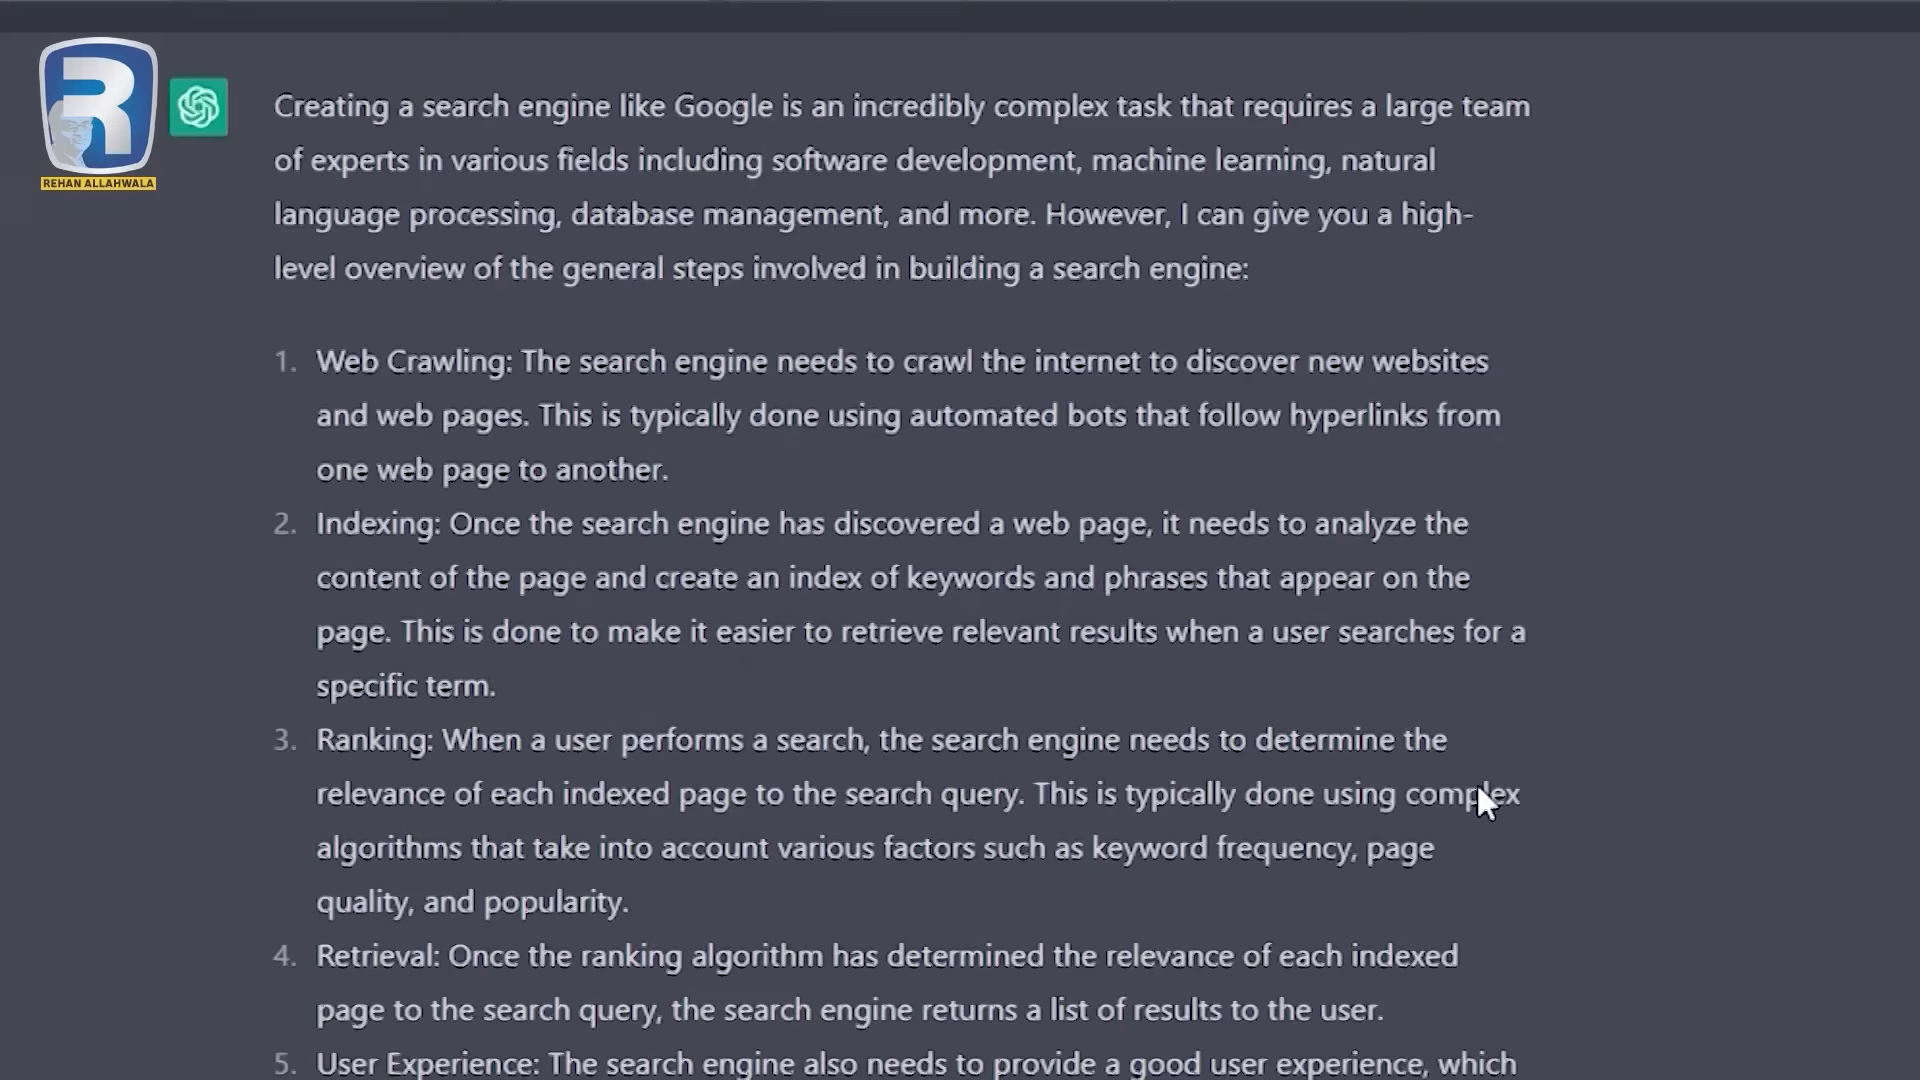 REHAN ALLAHWALA
Creating a search engine like Google is an incredibly complex task that requires a large team
of experts in various fields including software development, machine learning, natural
language processing, database management, and more. However, I can give you a high-
level overview of the general steps involved in building a search engine:
1. Web Crawling: The search engine needs to crawl the internet to discover new websites
and web pages. This is typically done using automated bots that follow hyperlinks from
one web page to another.
2. Indexing: Once the search engine has discovered a web page, it needs to analyze the
content of the page and create an index of keywords and phrases that appear on the
page. This is done to make it easier to retrieve relevant results when a user searches for a
specific term.
3. Ranking: When a user performs a search, the search engine needs to determine the
relevance of each indexed page to the search query. This is typically done using complex
algorithms that take into account various factors such as keyword frequency, page
quality, and popularity.
4. Retrieval: Once the ranking algorithm has determined the relevance of each indexed
page to the search query, the search engine returns a list of results to the user.
5. User Experience: The search engine also needs to provide a good user experience, which